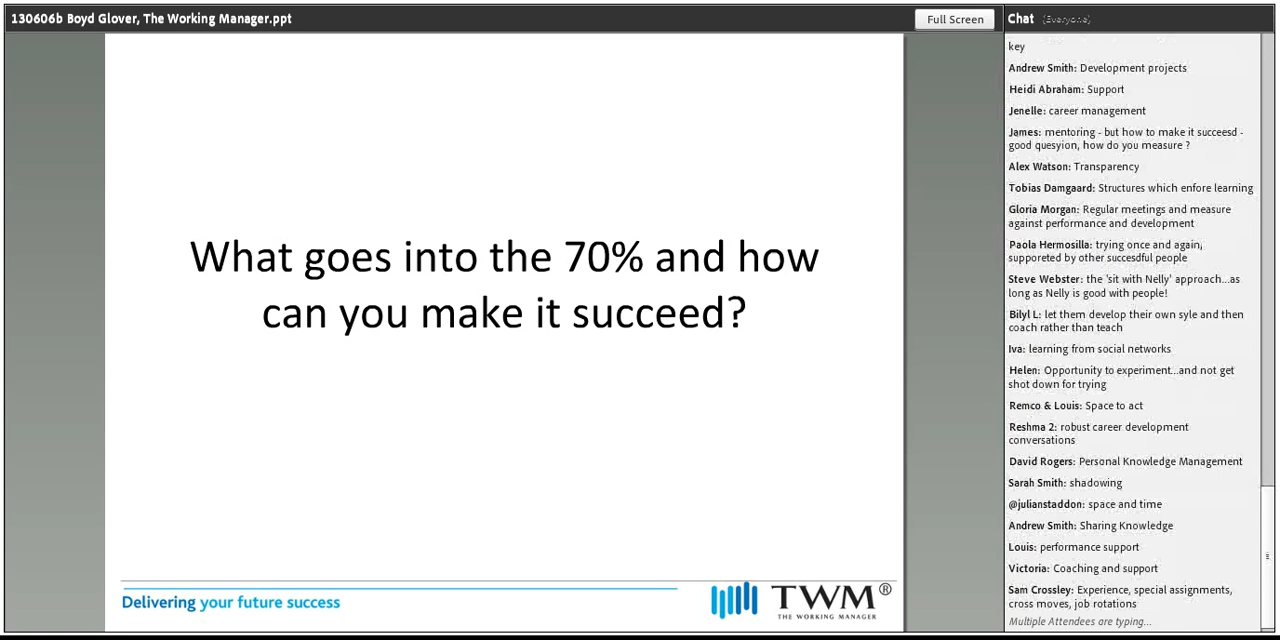 130606b Boyd Glover, The Working Manager.ppt
Full Screen
What goes into the 70% and how
can you make it succeed?
Delivering your future success
TWM®
THE WORKING MANAGER
Chat (Everyone)
key
Andrew Smith: Development projects
Heidi Abraham: Support
Jenelle: career management
James: mentoring - but how to make it succeesd -
good quesyion, how do you measure ?
Alex Watson: Transparency
Tobias Damgaard: Structures which enfore learning
Gloria Morgan: Regular meetings and measure
against performance and development
Paola Hermosilla: trying once and again,
supporeted by other succesdful people
Steve Webster: the 'sit with Nelly' approach...as
long as Nelly is good with people!
Bilyl L: let them develop their own syle and then
coach rather than teach
Iva: learning from social networks
Helen: Opportunity to experiment...and not get
shot down for trying
Remco & Louis: Space to act
Reshma 2: robust career development
conversations
David Rogers: Personal Knowledge Management
Sarah Smith: shadowing
@julianstaddon: space and time
Andrew Smith: Sharing Knowledge
Louis: performance support
Victoria: Coaching and support
Sam Crossley: Experience, special assignments,
cross moves, job rotations
Multiple Attendees are typing...